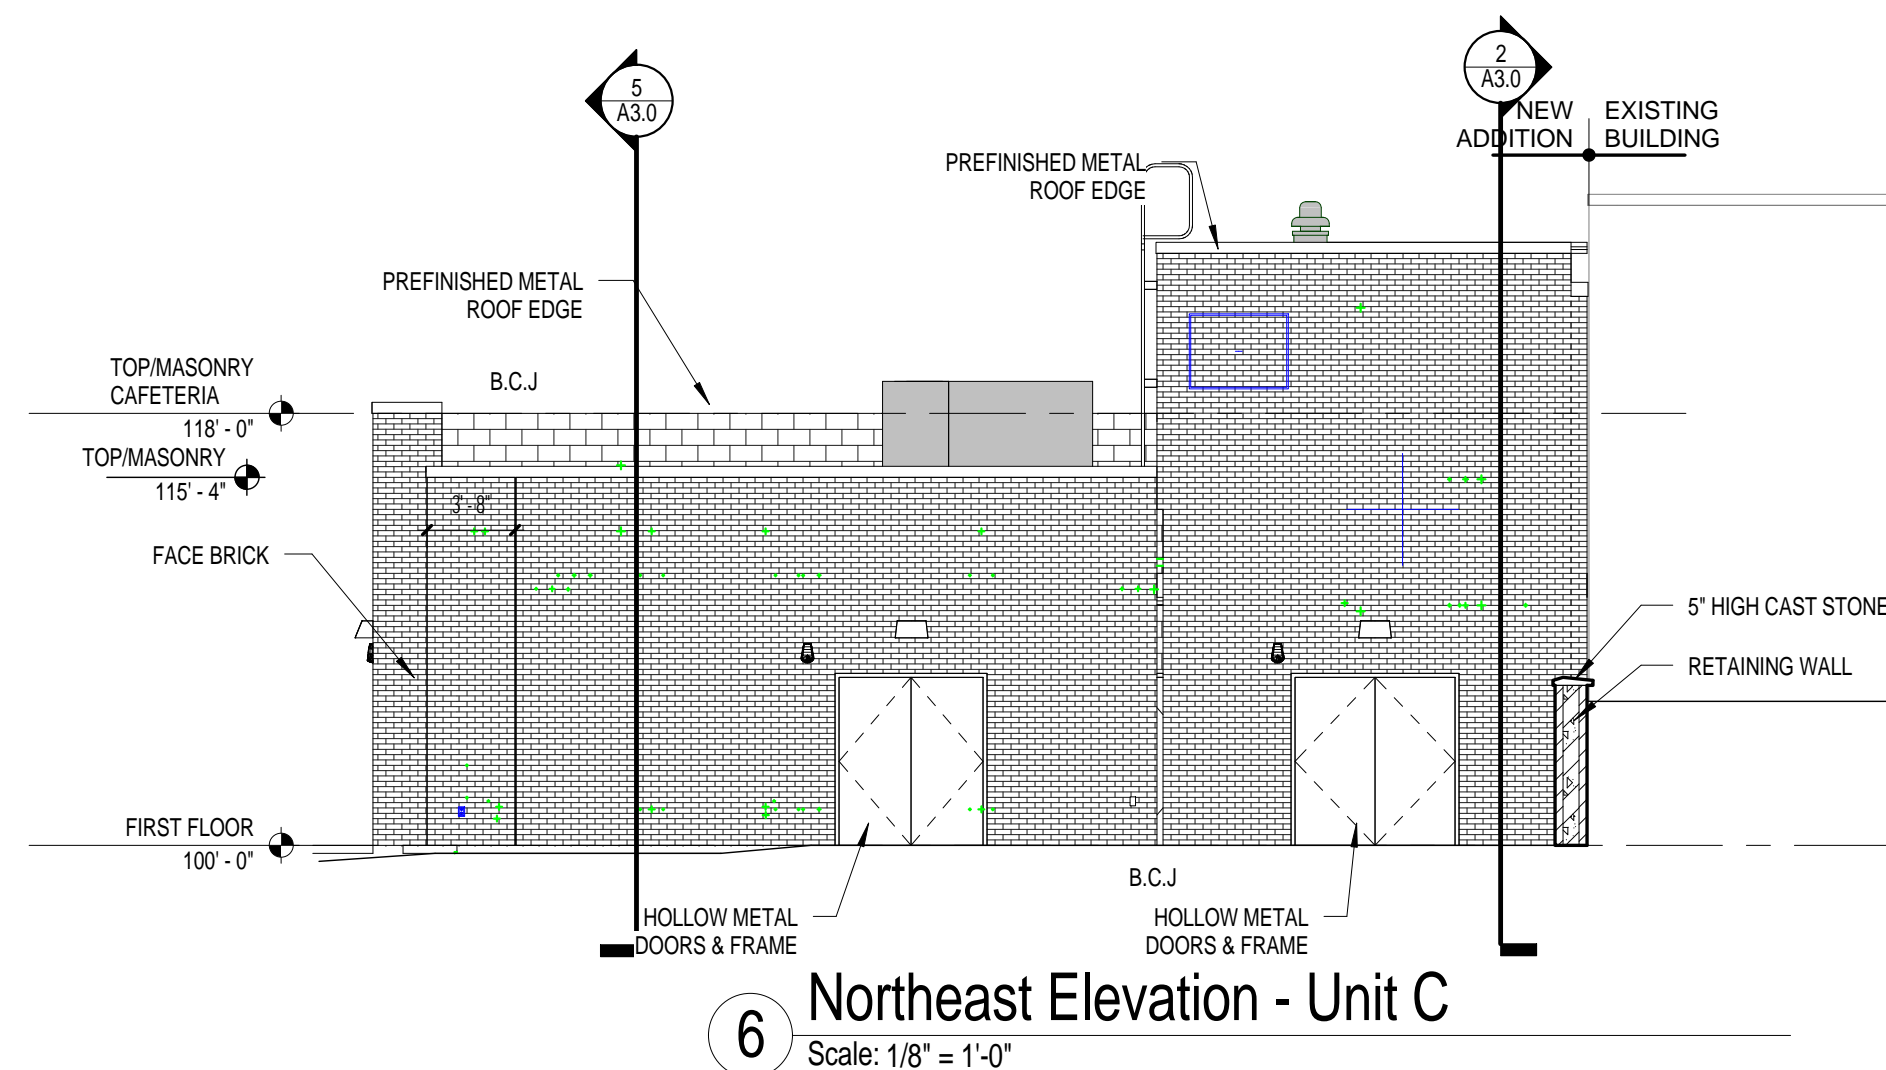 5
A3.0
2
A3.0
NEW
ADDITION
EXISTING
BUILDING
PREFINISHED METAL
ROOF EDGE
PREFINISHED METAL
ROOF EDGE
TOP/MASONRY
CAFETERIA
118' - 0"
B.C.J
TOP/MASONRY
115' - 4"
3' - 8"
FACE BRICK
5" HIGH CAST STONE
RETAINING WALL
FIRST FLOOR
100' - 0"
B.C.J
HOLLOW METAL
DOORS & FRAME
HOLLOW METAL
DOORS & FRAME
6
Northeast Elevation - Unit C
Scale: 1/8" = 1'-0"